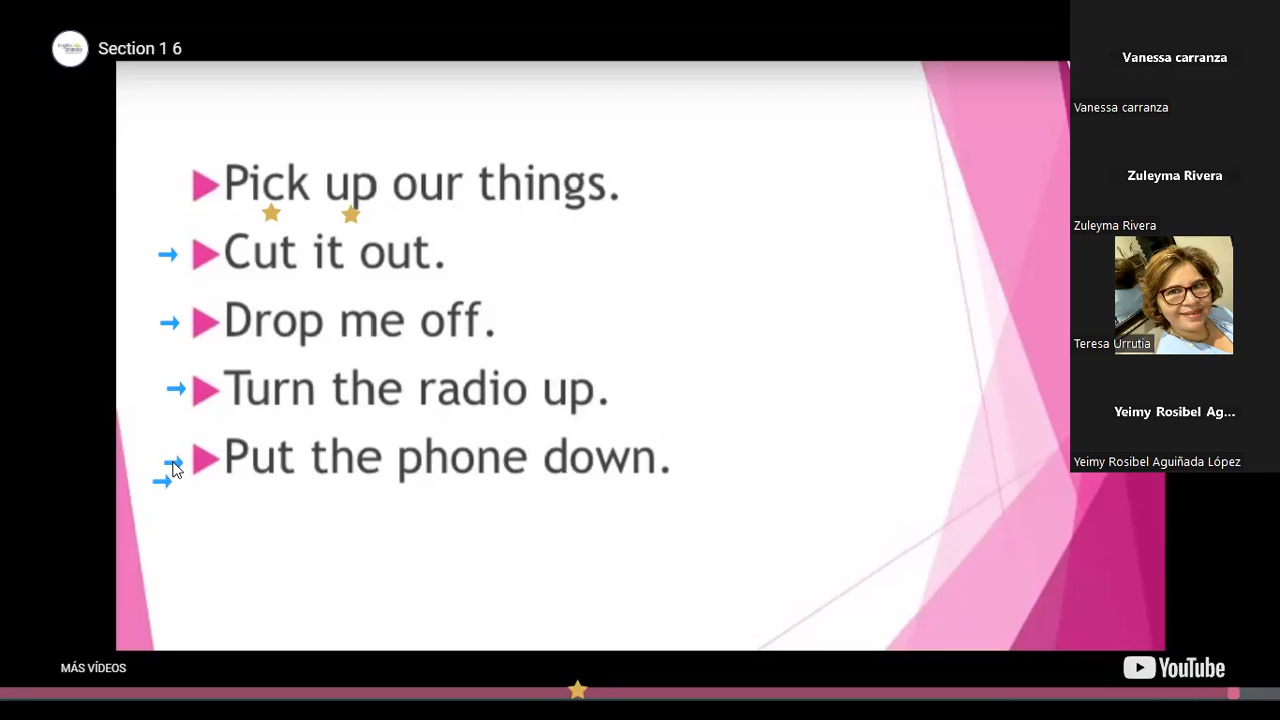 Section 1 6
Pick up our things.
Cut it out.
Drop me off.
Turn the radio up.
Put the phone down.
Vanessa carranza
Vanessa carranza
Zuleyma Rivera
Zuleyma Rivera
Teresa Urrutia
Yeimy Rosibel Ag...
Yeimy Rosibel Aguiñada López
MÁS VÍDEOS
YouTube